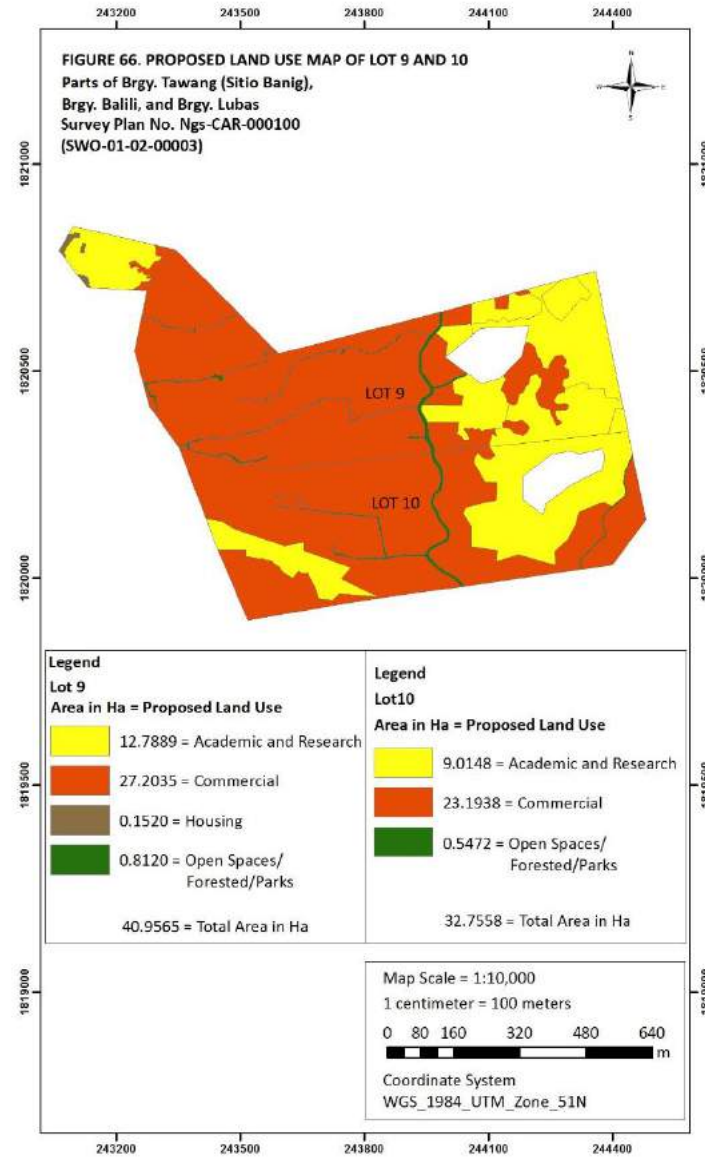 243200 243500 243800 244100 244400
FIGURE 66. PROPOSED LAND USE MAP OF LOT 9 AND 10
Parts of Brgy. Tawang (Sitio Banig),
Brgy. Balili, and Brgy. Lubas
Survey Plan No. Ngs-CAR-000100
(SWO-01-02-00003)
N
W E
S
1821000 1821000
1820500 1820500
LOT 9
LOT 10
1820000 1820000
Legend
Lot 9
Area in Ha = Proposed Land Use
12.7889 = Academic and Research
27.2035 = Commercial
0.1520 = Housing
0.8120 = Open Spaces/
Forested/Parks
40.9565 = Total Area in Ha
Legend
Lot10
Area in Ha = Proposed Land Use
9.0148 = Academic and Research
23.1938 = Commercial
0.5472 = Open Spaces/
Forested/Parks
32.7558 = Total Area in Ha
1819500 1819500
1819000 1819000
Map Scale = 1:10,000
1 centimeter = 100 meters
0 80 160 320 480 640
m
Coordinate System
WGS_1984_UTM_Zone_51N
243200 243500 243800 244100 244400